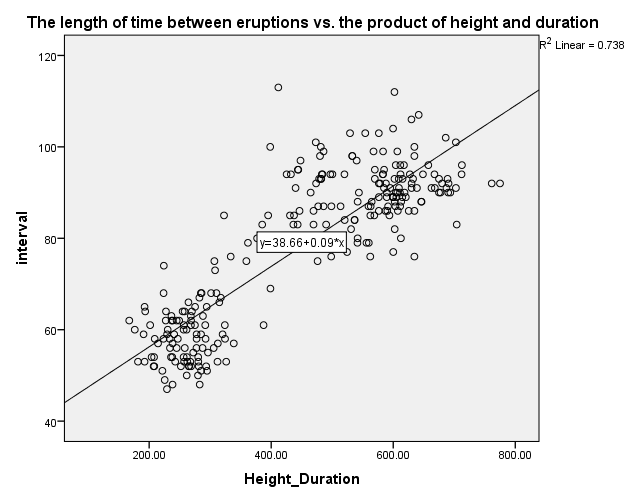 The length of time between eruptions vs. the product of height and duration
R2 Linear = 0.738
120
100
80
60
40
interval
y=38.66+0.09*x
200.00
400.00
600.00
800.00
Height_Duration